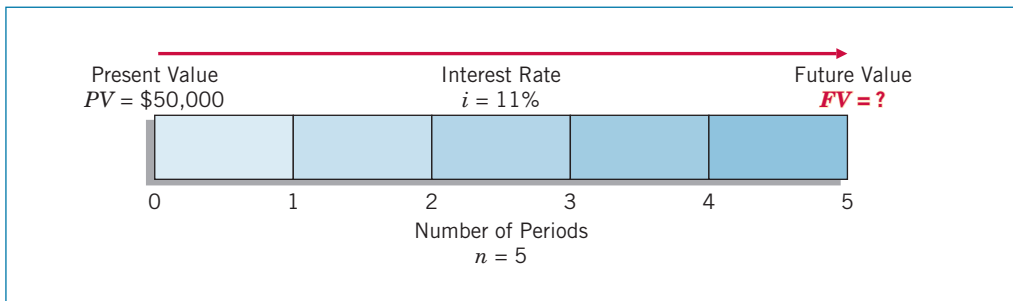 Present Value Interest Rate Future Value
PV = $50,000 i = 11% FV = ?
0 1 2 3 4 5
Number of Periods
n = 5